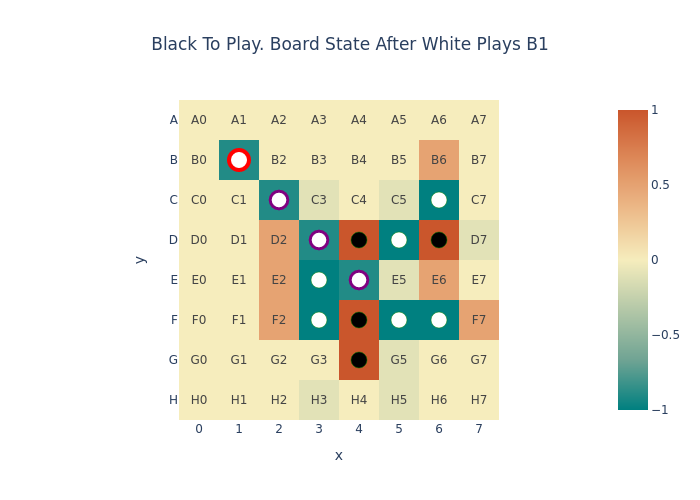 Black To Play. Board State After White Plays B1
A A0 A1 A2 A3 A4 A5 A6 A7
B B0 B2 B3 B4 B5 B6 B7
C C0 C1 C3 C4 C5 C7
D D0 D1 D2 D7
E E0 E1 E2 E5 E6 E7
F F0 F1 F2 F7
G G0 G1 G2 G3 G5 G6 G7
H H0 H1 H2 H3 H4 H5 H6 H7
0 1 2 3 4 5 6 7
x
y
1
0.5
0
−0.5
−1